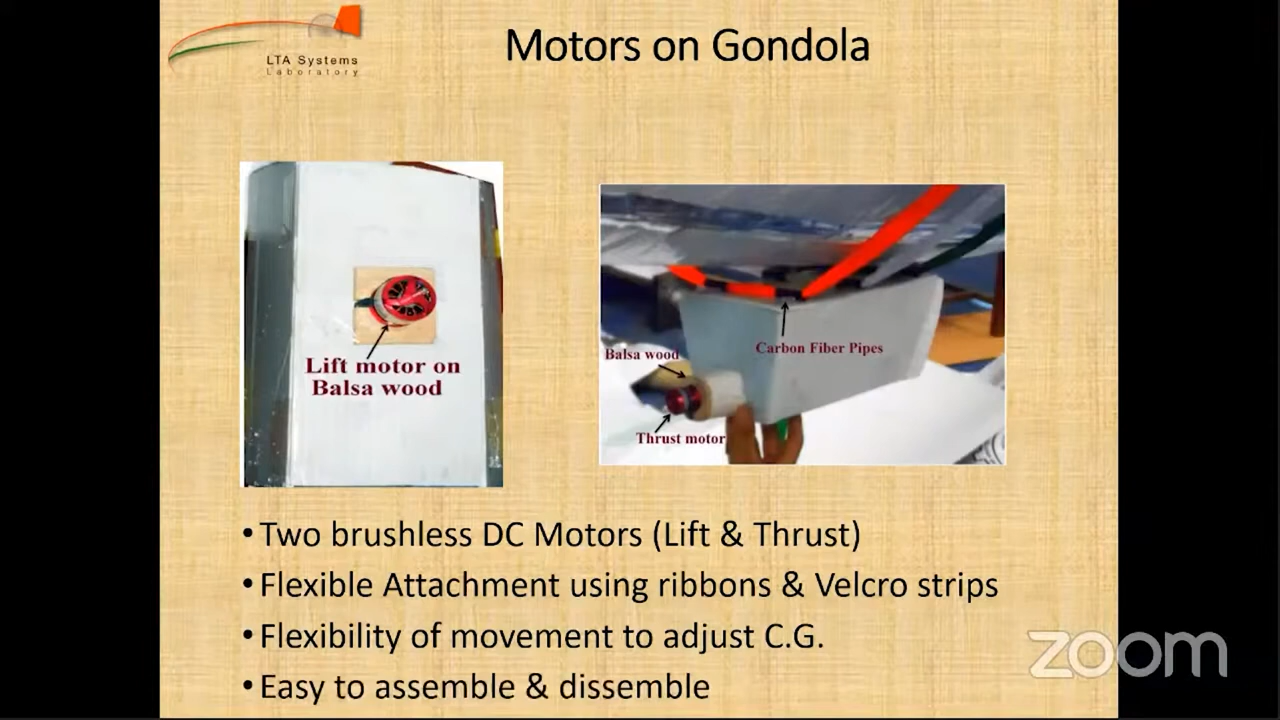 LTA Systems
Laboratory
Motors on Gondola
Lift motor on
Balsa wood
Balsa wood
Carbon Fiber Pipes
Thrust motor
•Two brushless DC Motors (Lift & Thrust)
•Flexible Attachment using ribbons & Velcro strips
•Flexibility of movement to adjust C.G.
•Easy to assemble & dissemble
zoom